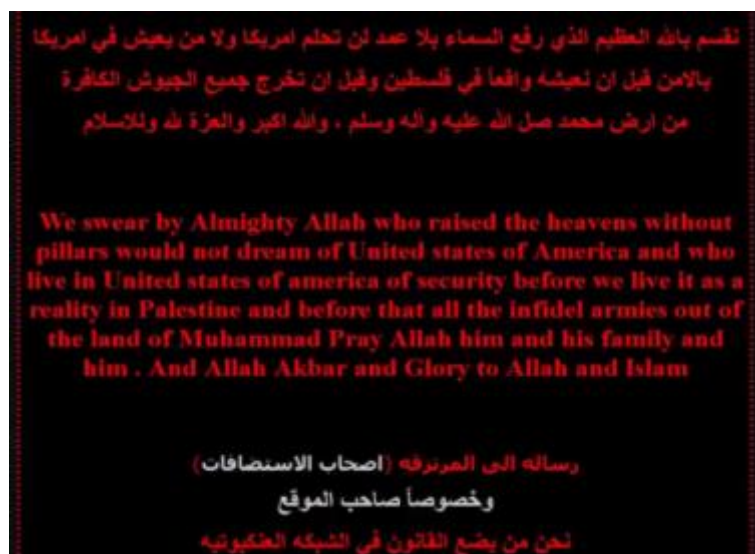 نقسم بالله العظيم الذي رفع السماء بلا عمد لن تحلم امريكا ولا من يعيش في امريكا
بالامن قبل ان نعيشه واقعاً في فلسطين وقبل ان تخرج جميع الجيوش الكافرة
من ارض محمد صل الله عليه وآله وسلم ، والله اكبر والعزة لله وللاسلام
We swear by Almighty Allah who raised the heavens without
pillars would not dream of United states of America and who
live in United states of america of security before we live it as a
reality in Palestine and before that all the infidel armies out of
the land of Muhammad Pray Allah him and his family and
him . And Allah Akbar and Glory to Allah and Islam
رساله الى المرتزقه (اصحاب الاستضافات)
وخصوصاً صاحب الموقع
نحن من يضع القانون في الشبكه العنكبوتيه